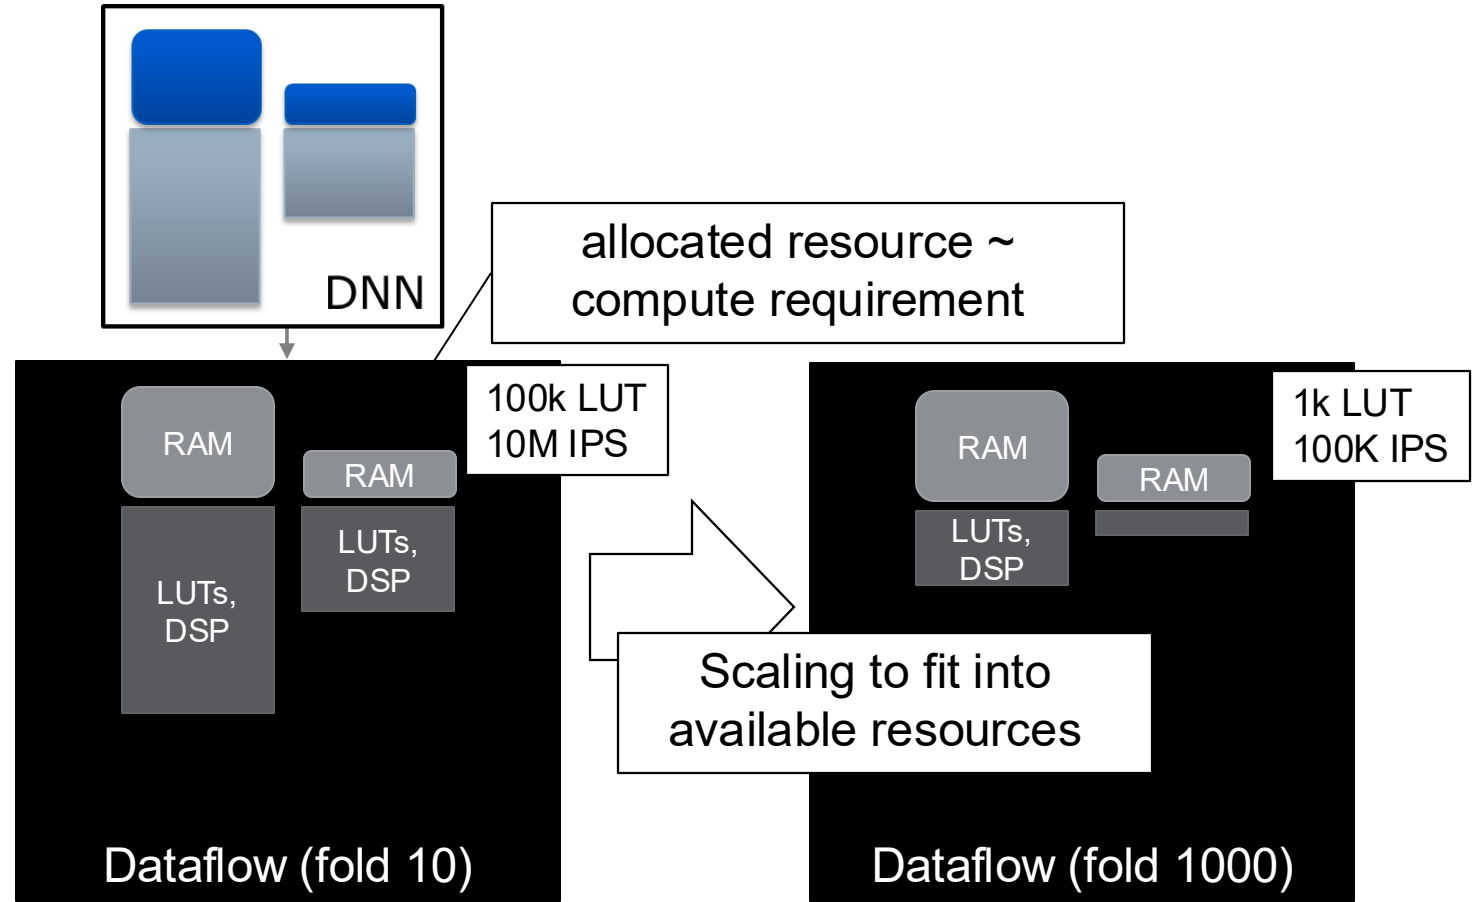 DNN
allocated resource ~
compute requirement
100k LUT
10M IPS
RAM
RAM
LUTs,
DSP
LUTs,
DSP
Dataflow (fold 10)
Scaling to fit into
available resources
1k LUT
100K IPS
RAM
RAM
LUTs,
DSP
Dataflow (fold 1000)